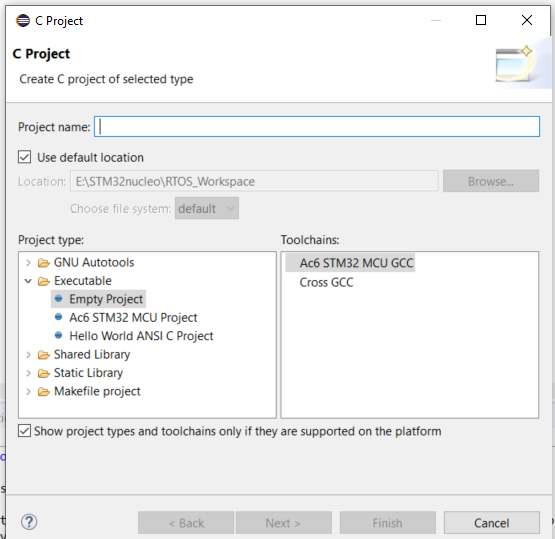 C Project
C Project
Create C project of selected type
Project name:
Use default location
Location: E:\STM32nucleo\RTOS_Workspace Browse...
Choose file system: default
Project type: Toolchains:
GNU Autotools
Executable
Empty Project
Ac6 STM32 MCU Project
Hello World ANSI C Project
Shared Library
Static Library
Makefile project
Ac6 STM32 MCU GCC
Cross GCC
Show project types and toolchains only if they are supported on the platform
? < Back Next > Finish Cancel